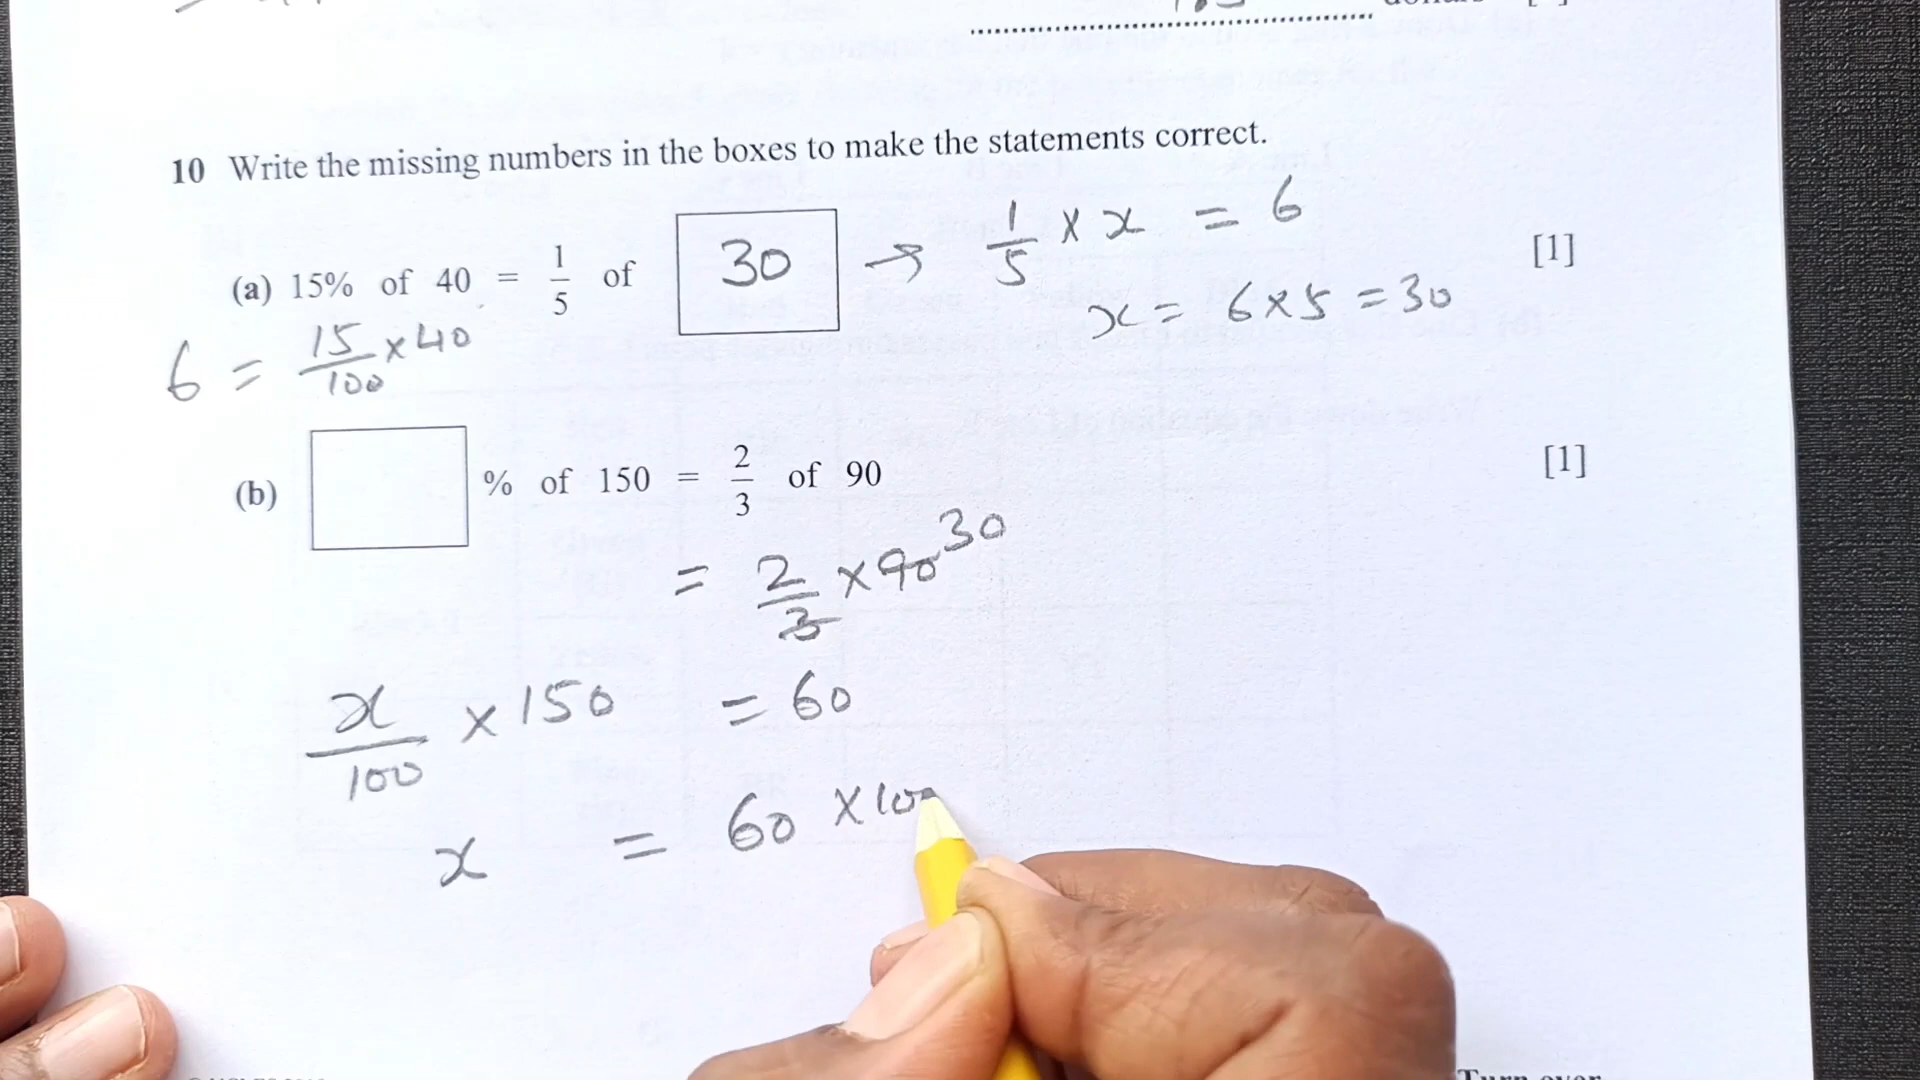 10 Write the missing numbers in the boxes to make the statements correct.
(a) 15% of 40 = 1/5 of 30 → 1/5 × x = 6 [1]
x = 6×5 = 30
6 = 15/100 × 40
(b) % of 150 = 2/3 of 90 [1]
= 2/3 × 90 30
x/100 × 150 = 60
x = 60 × 100
Turn over